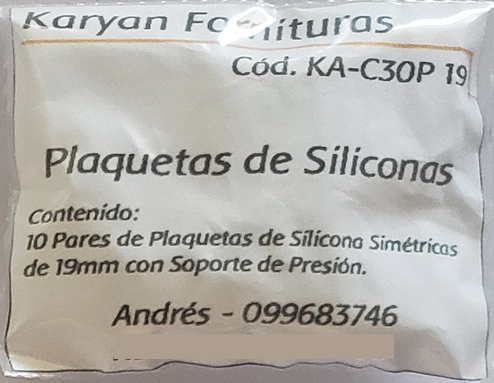 Karyan Fornituras
Cód. KA-C3OP 19
Plaquetas de Siliconas
Contenido:
10 Pares de Plaquetas de Silicona Simétricas
de 19mm con Soporte de Presión.
Andrés - 099683746